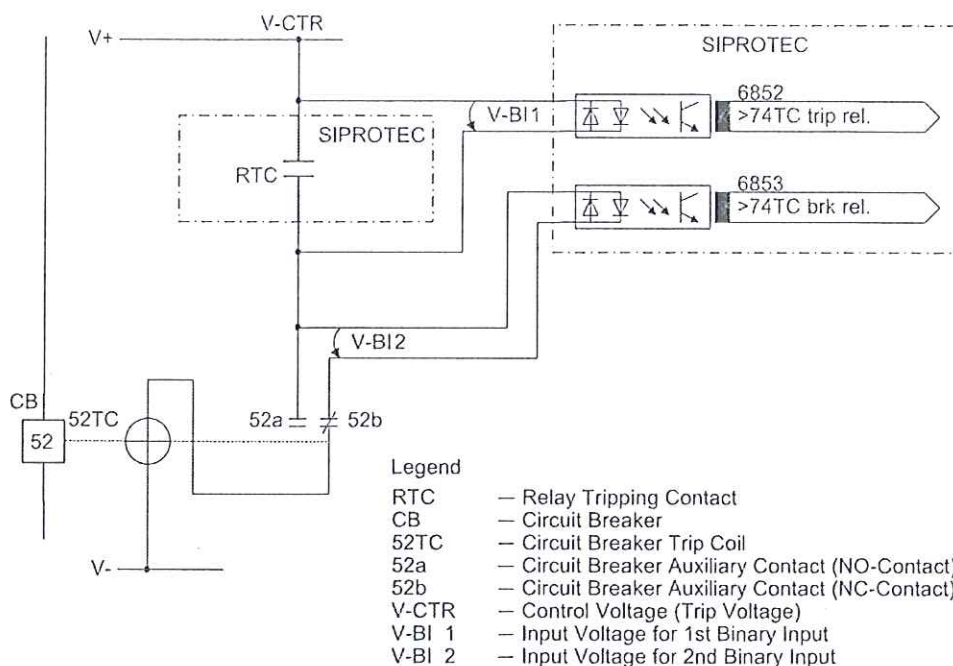 V-CTR
V+
SIPROTEC
6852
V-BI1
>74TC trip rel.
SIPROTEC
RTC
6853
>74TC brk rel.
V-BI2
CB
52TC
52a
52b
52
Legend
RTC – Relay Tripping Contact
CB – Circuit Breaker
52TC – Circuit Breaker Trip Coil
52a – Circuit Breaker Auxiliary Contact (NO-Contact)
52b – Circuit Breaker Auxiliary Contact (NC-Contact)
V-CTR – Control Voltage (Trip Voltage)
V-BI 1 – Input Voltage for 1st Binary Input
V-BI 2 – Input Voltage for 2nd Binary Input
V-